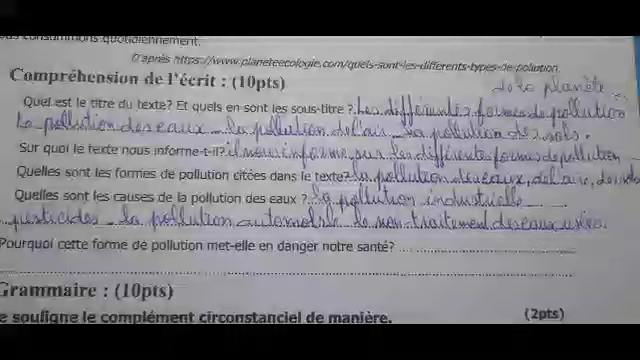 consommons quotidiennement.
D'après https://www.planeteecologie.com/quels-sont-les-differents-types-de-pollution
Compréhension de l'écrit : (10pts)
de la planète
Quel est le titre du texte? Et quels en sont les sous-titre ? Les différentes formes de pollution
La pollution des eaux la pollution de l'air la pollution des sols.
Sur quoi le texte nous informe-t-il? il nous informe sur les différente formes de pollution
Quelles sont les formes de pollution citées dans le texte? la pollution des eaux, de l'air, des sols
Quelles sont les causes de la pollution des eaux ? la pollution industrielle
pesticides la pollution automobile le non traitement des eaux usées
Pourquoi cette forme de pollution met-elle en danger notre santé? ........
Grammaire : (10pts)
e souligne le complément circonstanciel de manière. (2pts)